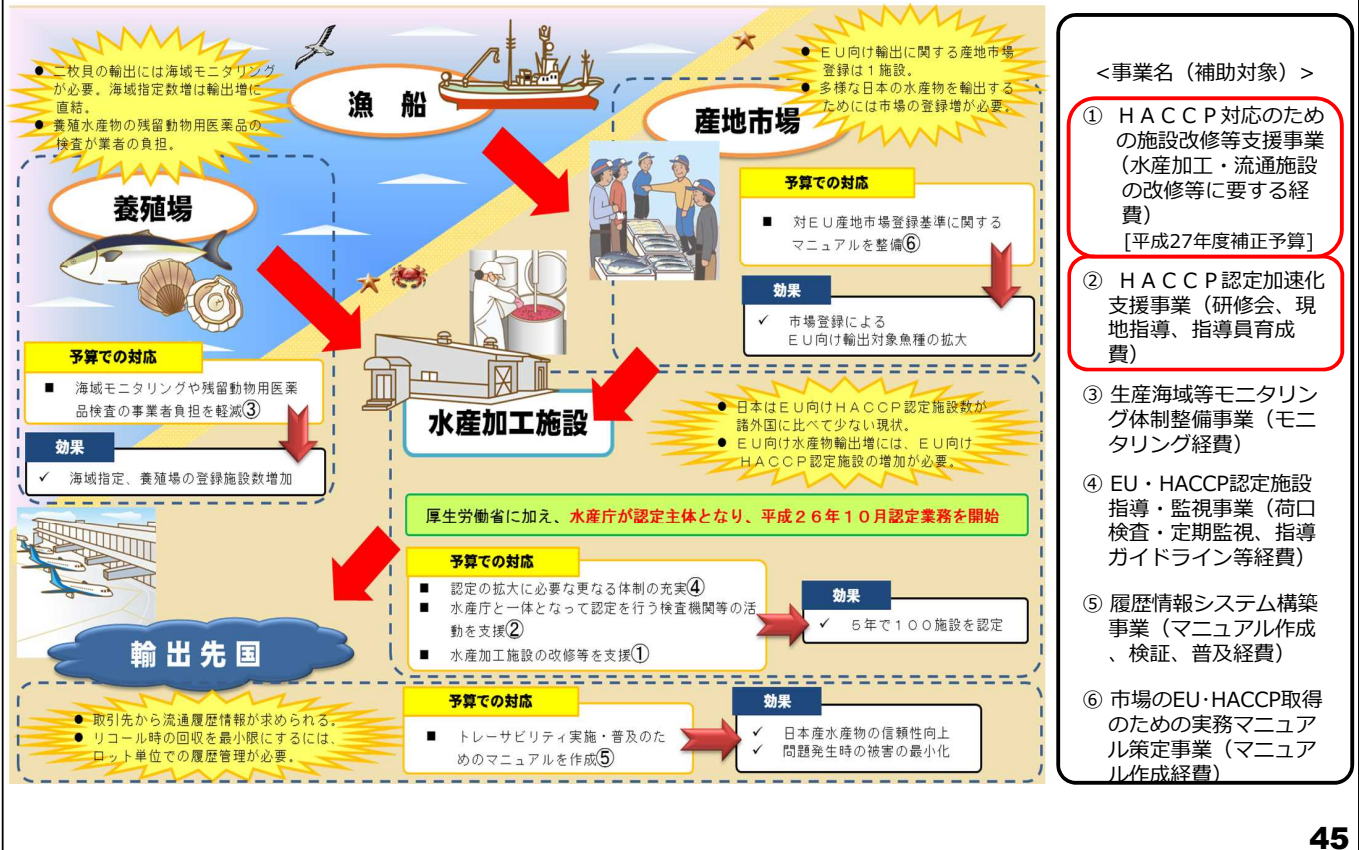 ● 二枚貝の輸出には海域モニタリング
が必要。海域指定数増は輸出増に
直結。
● 養殖水産物の残留動物用医薬品の
検査が業者の負担。
漁 船
● ＥＵ向け輸出に関する産地市場
登録は１施設。
● 多様な日本の水産物を輸出する
ためには市場の登録増が必要。
産地市場
養殖場
予算での対応
■ 対ＥＵ産地市場登録基準に関する
マニュアルを整備⑥
効果
✓ 市場登録による
ＥＵ向け輸出対象魚種の拡大
予算での対応
■ 海域モニタリングや残留動物用医薬
品検査の事業者負担を軽減③
効果
✓ 海域指定、養殖場の登録施設数増加
水産加工施設
● 日本はＥＵ向けＨＡＣＣＰ認定施設数が
諸外国に比べて少ない現状。
● ＥＵ向け水産物輸出増には、ＥＵ向け
ＨＡＣＣＰ認定施設の増加が必要。
厚生労働省に加え、水産庁が認定主体となり、平成２６年１０月認定業務を開始
予算での対応
■ 認定の拡大に必要な更なる体制の充実④
■ 水産庁と一体となって認定を行う検査機関等の活
動を支援②
■ 水産加工施設の改修等を支援①
効果
✓ ５年で１００施設を認定
輸出先国
● 取引先から流通履歴情報が求められる。
● リコール時の回収を最小限にするには、
ロット単位での履歴管理が必要。
予算での対応
■ トレーサビリティ実施・普及のた
めのマニュアルを作成⑤
効果
✓ 日本産水産物の信頼性向上
✓ 問題発生時の被害の最小化
<事業名（補助対象）>
① ＨＡＣＣＰ対応のため
の施設改修等支援事業
（水産加工・流通施設
の改修等に要する経
費）
[平成27年度補正予算]
② ＨＡＣＣＰ認定加速化
支援事業（研修会、現
地指導、指導員育成
費）
③ 生産海域等モニタリン
グ体制整備事業（モニ
タリング経費）
④ EU・HACCP認定施設
指導・監視事業（荷口
検査・定期監視、指導
ガイドライン等経費）
⑤ 履歴情報システム構築
事業（マニュアル作成
、検証、普及経費）
⑥ 市場のEU･HACCP取得
のための実務マニュア
ル策定事業（マニュア
ル作成経費）
45